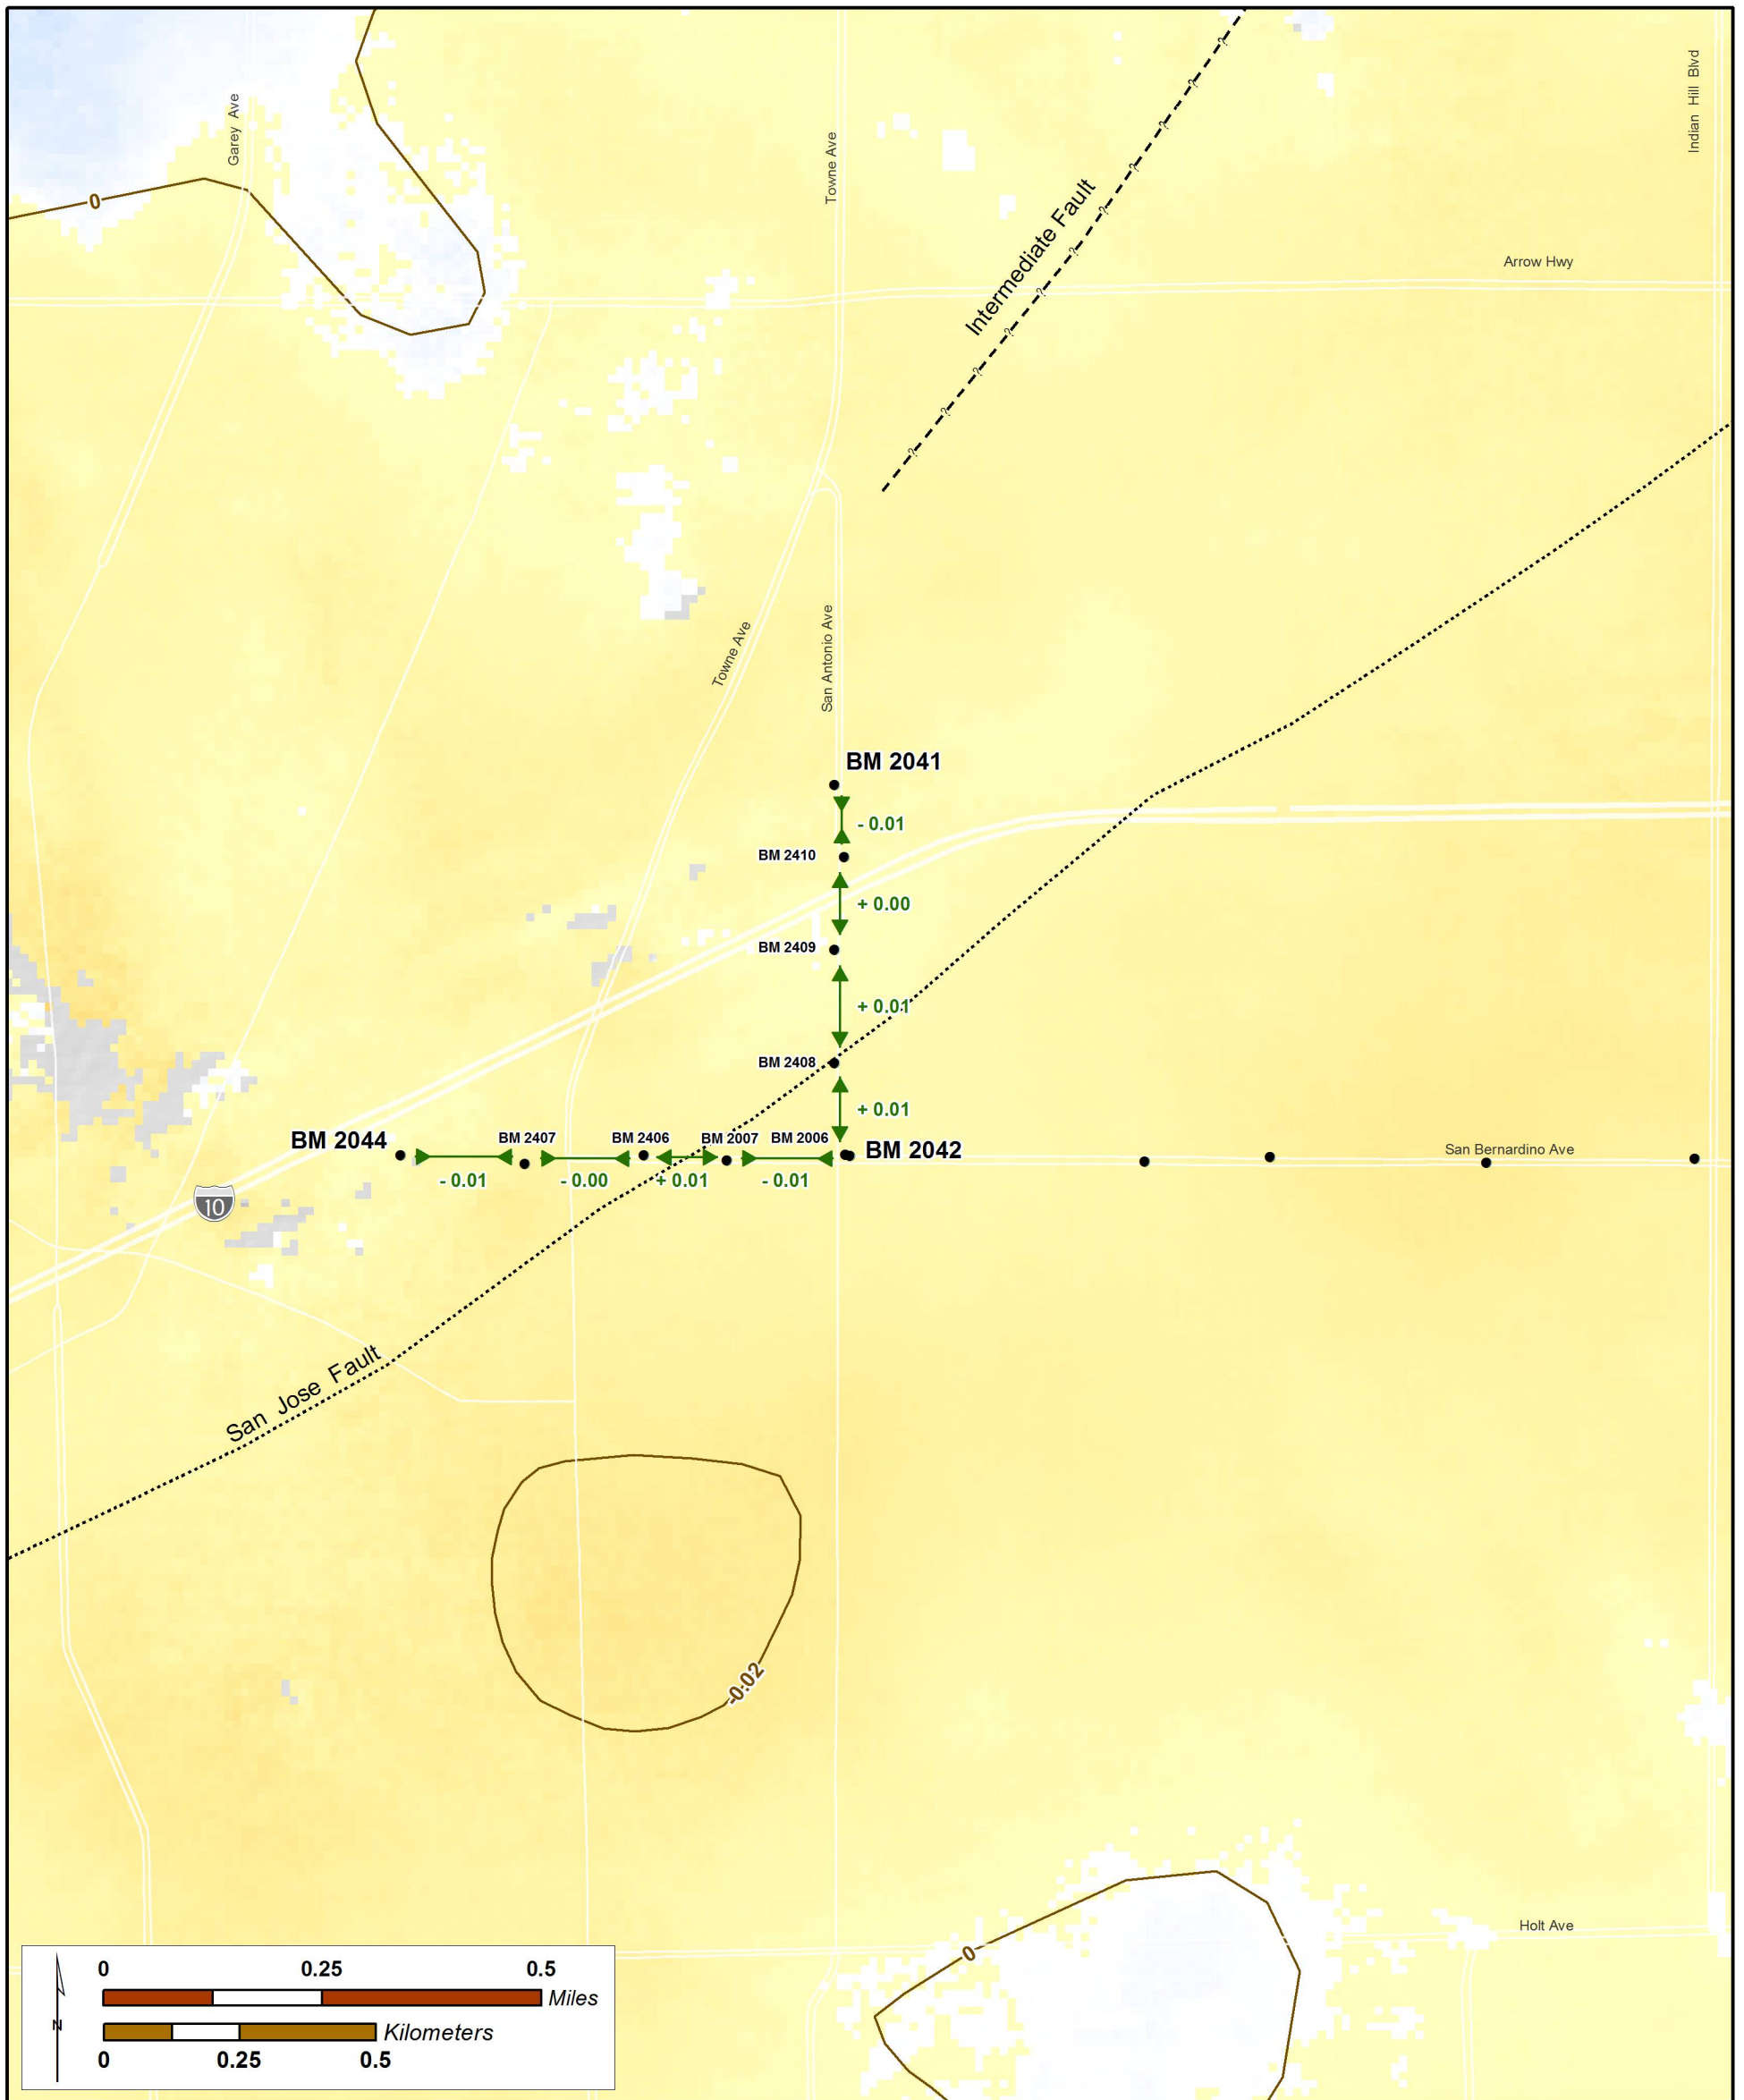 Garey Ave
Towne Ave
Indian Hill Blvd
0
Intermediate Fault
? ? ? ? ? ? ? ? ? ? ?
Arrow Hwy
Towne Ave
San Antonio Ave
BM 2041
- 0.01
BM 2410
+ 0.00
BM 2409
+ 0.01
BM 2408
+ 0.01
BM 2044
BM 2407
BM 2406
BM 2007
BM 2006
BM 2042
San Bernardino Ave
- 0.01
- 0.00
+ 0.01
- 0.01
10
San Jose Fault
-0.02
Holt Ave
0
0 0.25 0.5
Miles
N
Kilometers
0 0.25 0.5